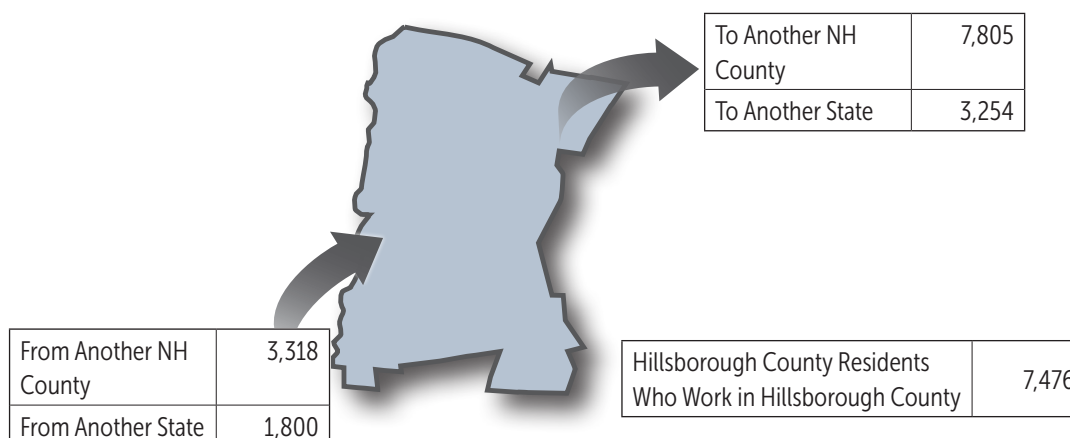 To Another NH 7,805
County
To Another State 3,254
From Another NH 3,318
County
From Another State 1,800
Hillsborough County Residents
Who Work in Hillsborough County 7,476